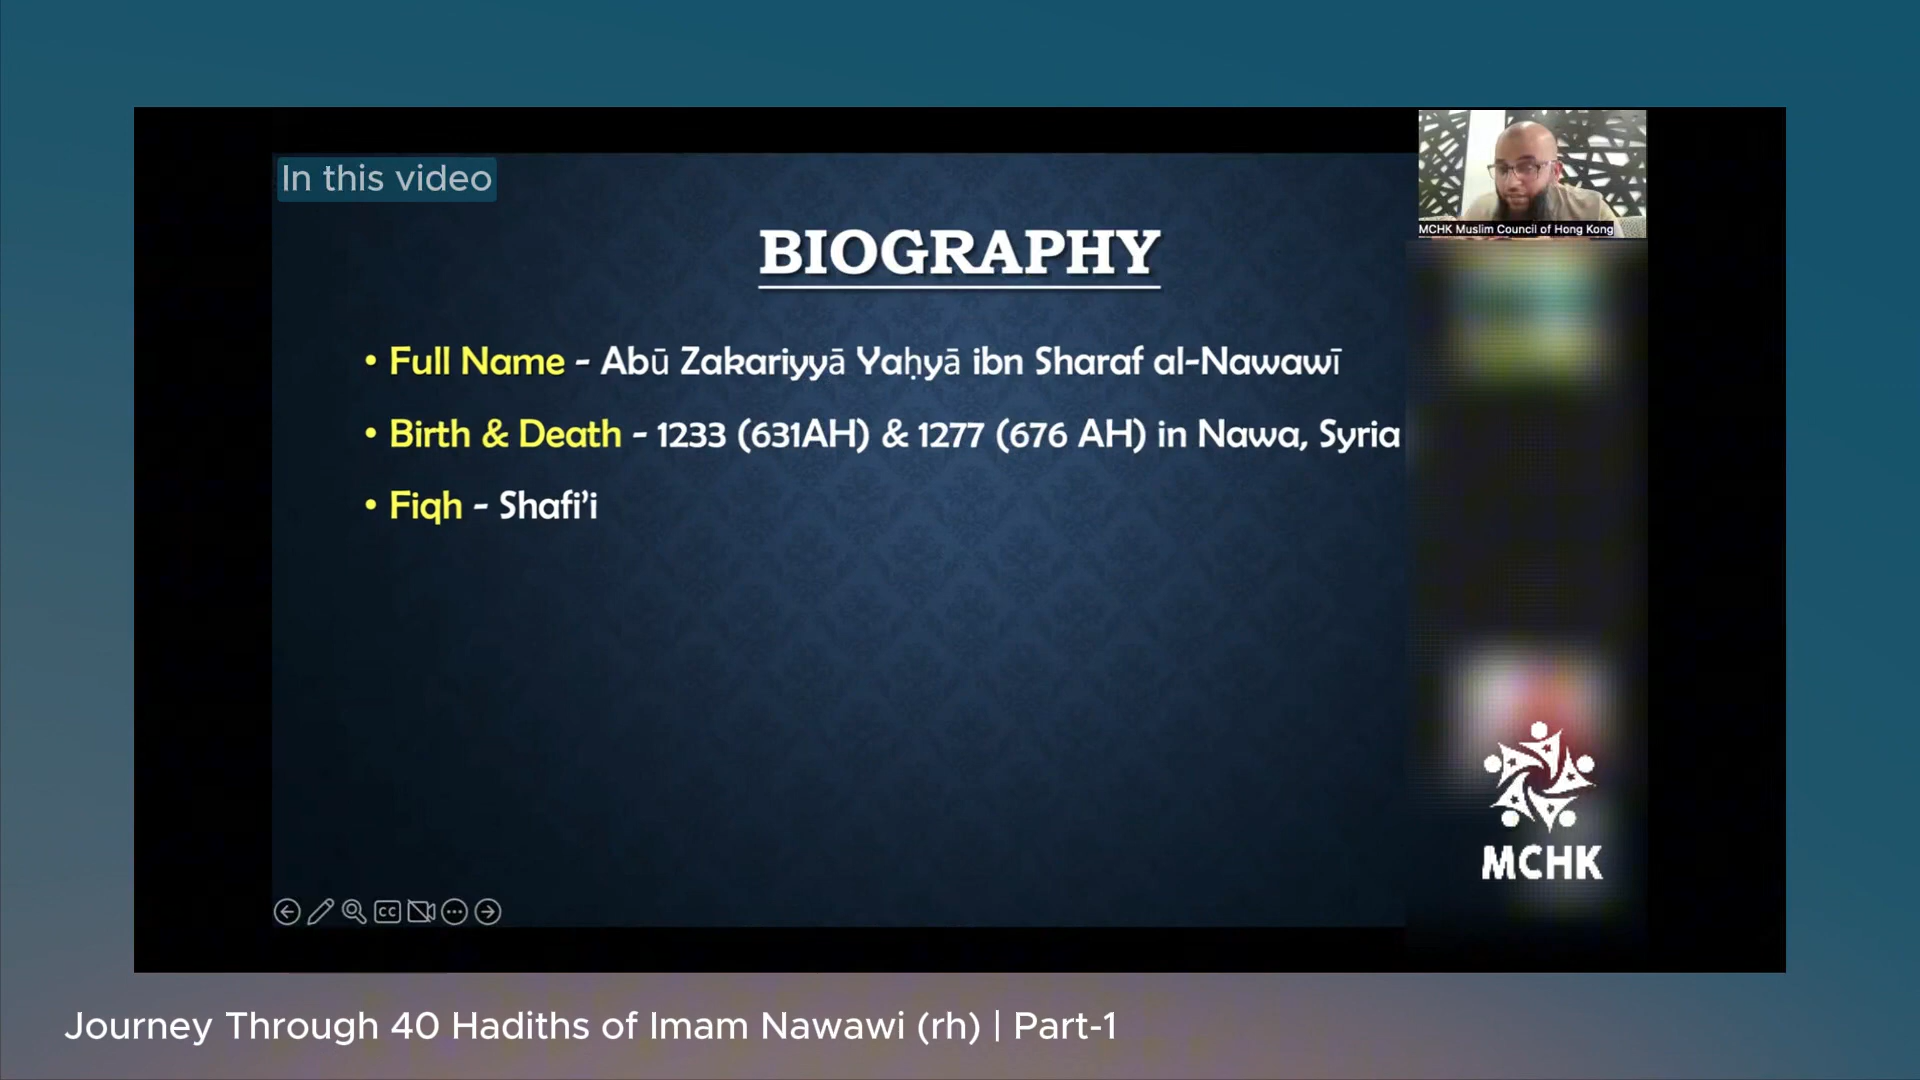 In this video
BIOGRAPHY
• Full Name - Abū Zakariyyā Yaḥyā ibn Sharaf al-Nawawī
• Birth & Death - 1233 (631AH) & 1277 (676 AH) in Nawa, Syria
• Fiqh - Shafi’i
MCHK Muslim Council of Hong Kong
MCHK
CC
Journey Through 40 Hadiths of Imam Nawawi (rh) | Part-1